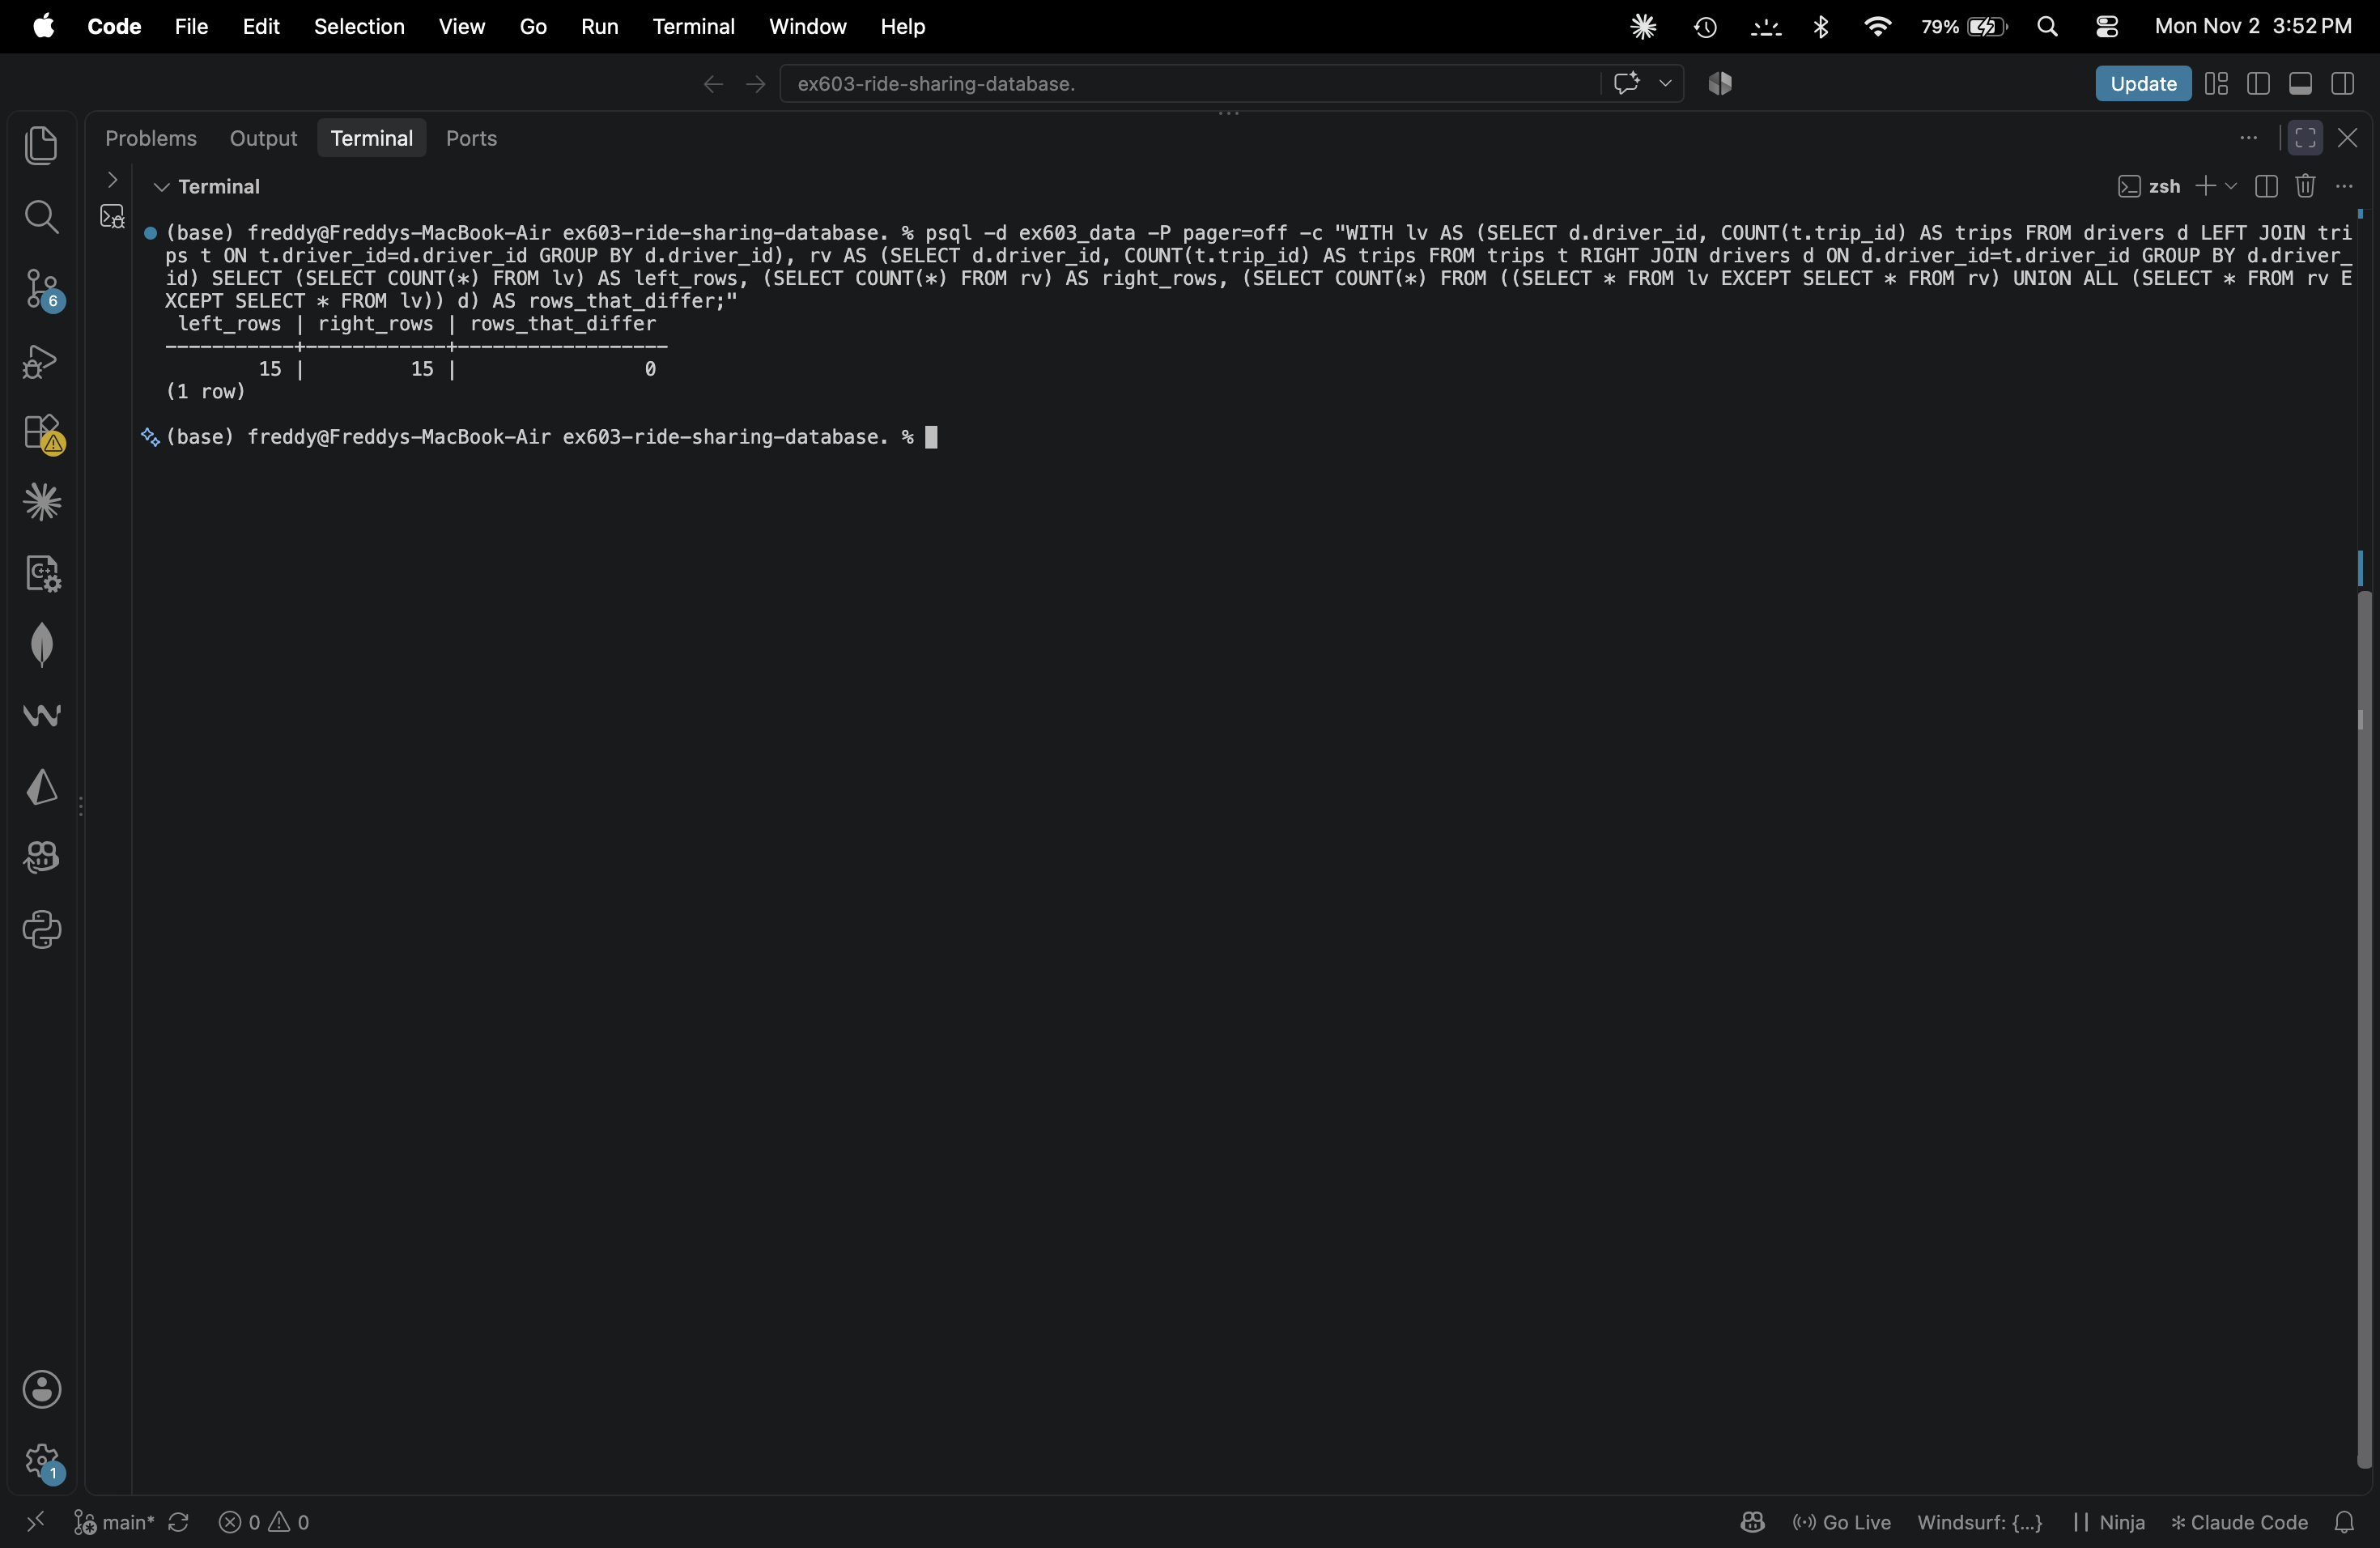 Code File Edit Selection View Go Run Terminal Window Help 79% Mon Nov 2 3:52 PM
ex603-ride-sharing-database. Update
Problems Output Terminal Ports
Terminal zsh
(base) freddy@Freddys-MacBook-Air ex603-ride-sharing-database. % psql -d ex603_data -P pager=off -c "WITH lv AS (SELECT d.driver_id, COUNT(t.trip_id) AS trips FROM drivers d LEFT JOIN tri
ps t ON t.driver_id=d.driver_id GROUP BY d.driver_id), rv AS (SELECT d.driver_id, COUNT(t.trip_id) AS trips FROM trips t RIGHT JOIN drivers d ON d.driver_id=t.driver_id GROUP BY d.driver_
id) SELECT (SELECT COUNT(*) FROM lv) AS left_rows, (SELECT COUNT(*) FROM rv) AS right_rows, (SELECT COUNT(*) FROM ((SELECT * FROM lv EXCEPT SELECT * FROM rv) UNION ALL (SELECT * FROM rv E
XCEPT SELECT * FROM lv)) d) AS rows_that_differ;"
left_rows | right_rows | rows_that_differ
-----------+------------+------------------
15 | 15 | 0
(1 row)
(base) freddy@Freddys-MacBook-Air ex603-ride-sharing-database. %
6
C++
1
main* 0 0 Go Live Windsurf: {...} Ninja Claude Code